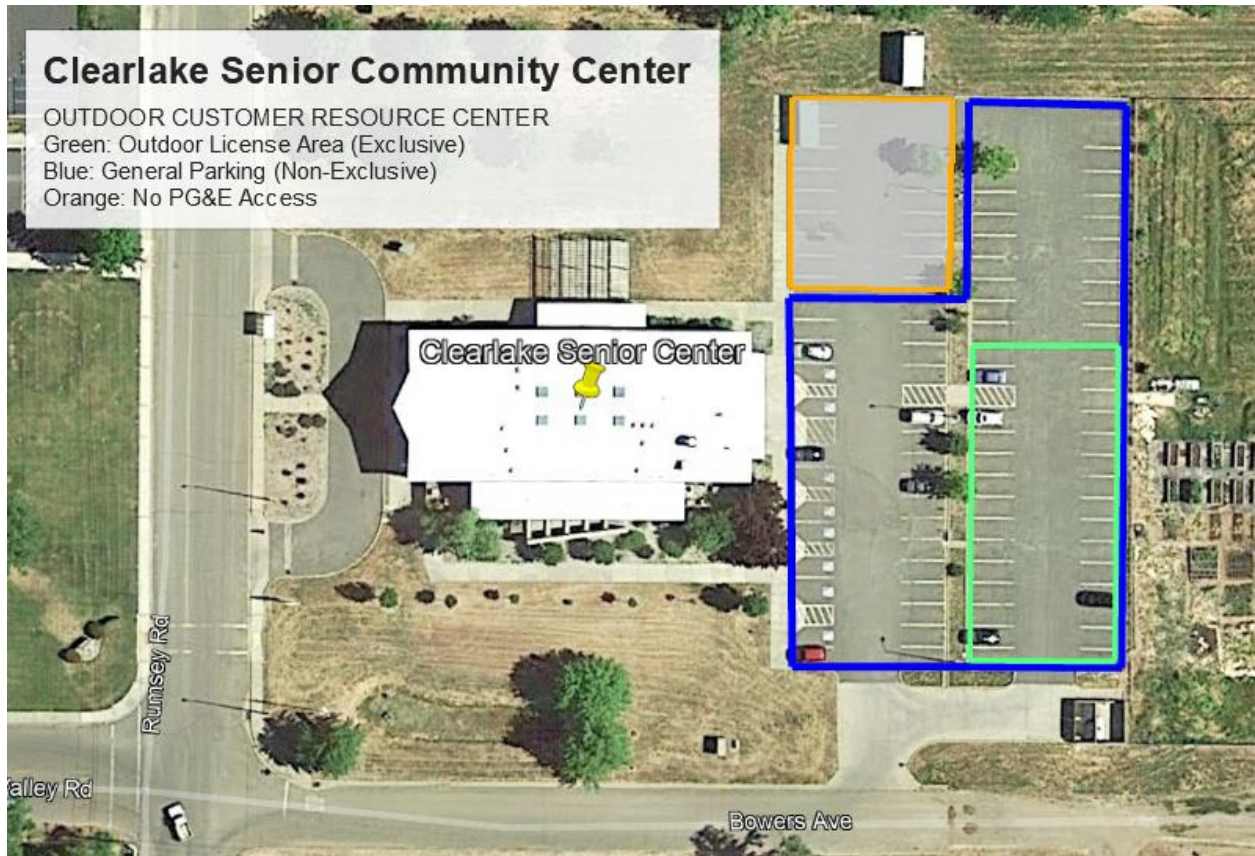 Clearlake Senior Community Center
OUTDOOR CUSTOMER RESOURCE CENTER
Green: Outdoor License Area (Exclusive)
Blue: General Parking (Non-Exclusive)
Orange: No PG&E Access
Clearlake Senior Center
Rumsey Rd
alley Rd
Bowers Ave